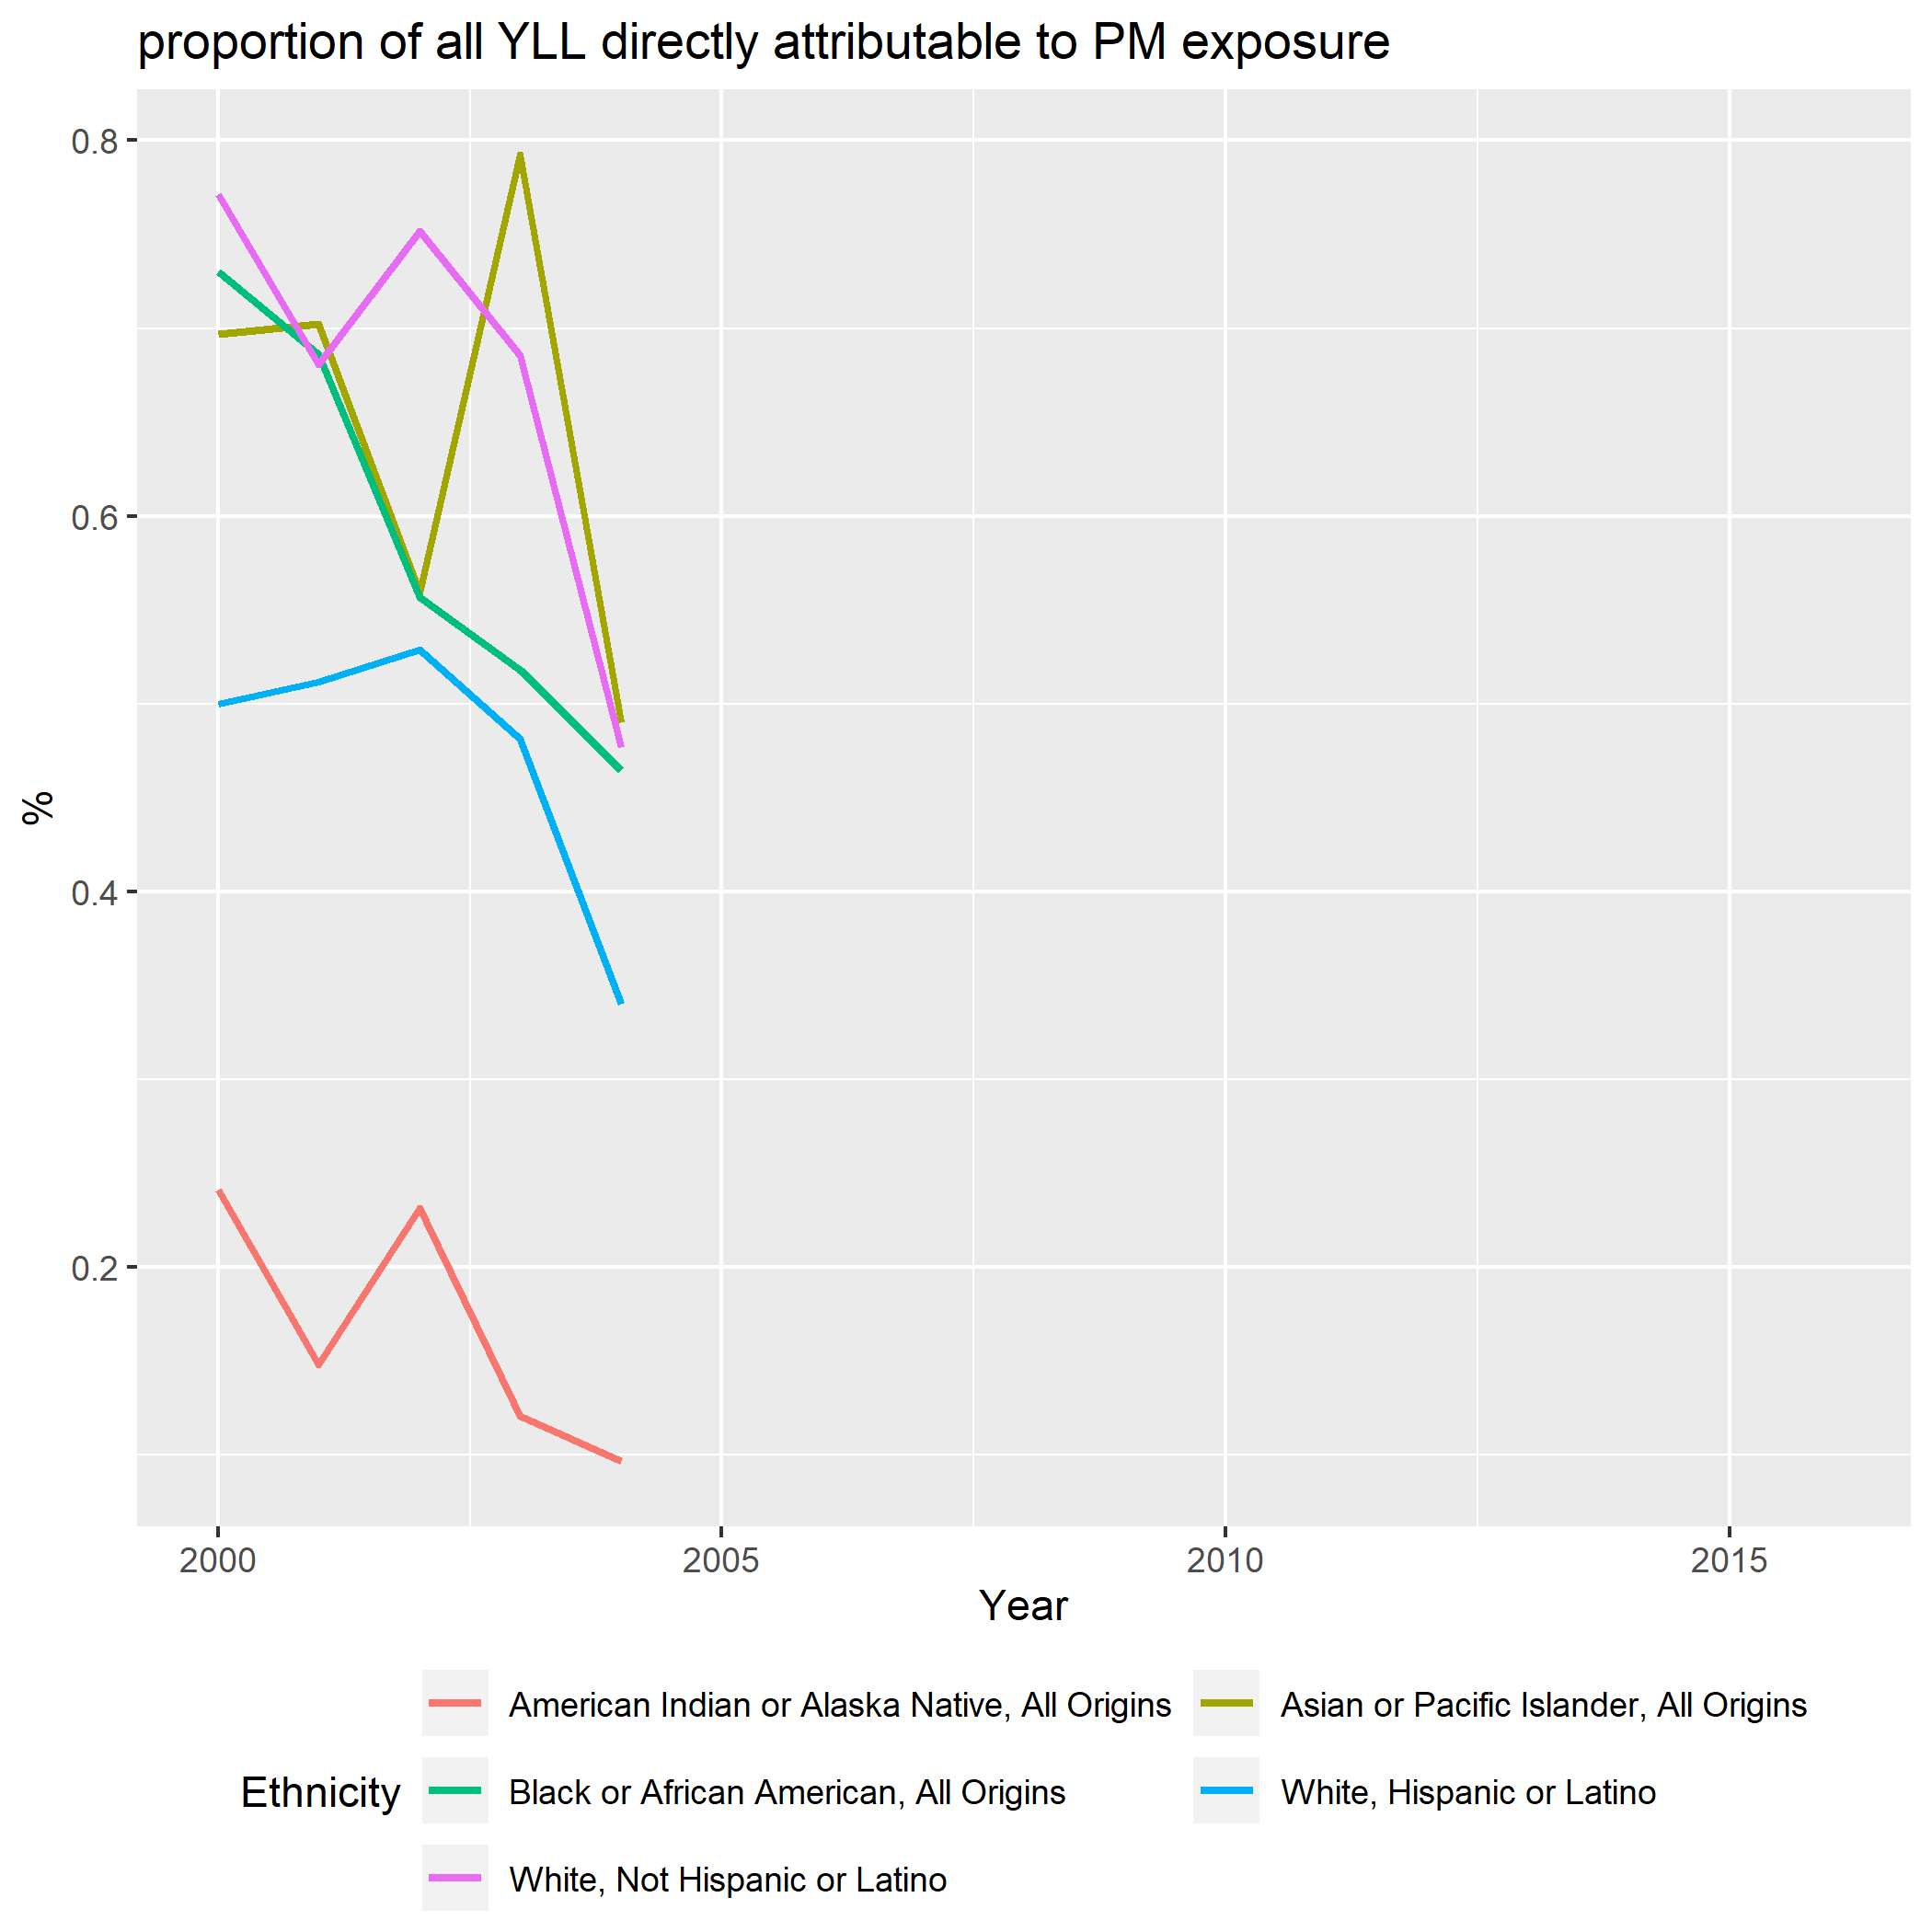 proportion of all YLL directly attributable to PM exposure
0.8
0.6
0.4
0.2
%
2000 2005 2010 2015
Year
Ethnicity
American Indian or Alaska Native, All Origins
Asian or Pacific Islander, All Origins
Black or African American, All Origins
White, Hispanic or Latino
White, Not Hispanic or Latino